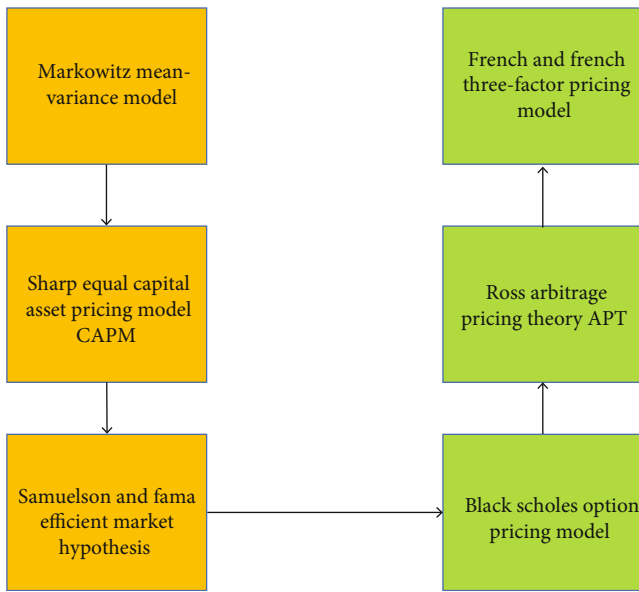 Markowitz mean-
variance model
Sharp equal capital
asset pricing model
CAPM
Samuelson and fama
efficient market
hypothesis
Black scholes option
pricing model
Ross arbitrage
pricing theory APT
French and french
three-factor pricing
model